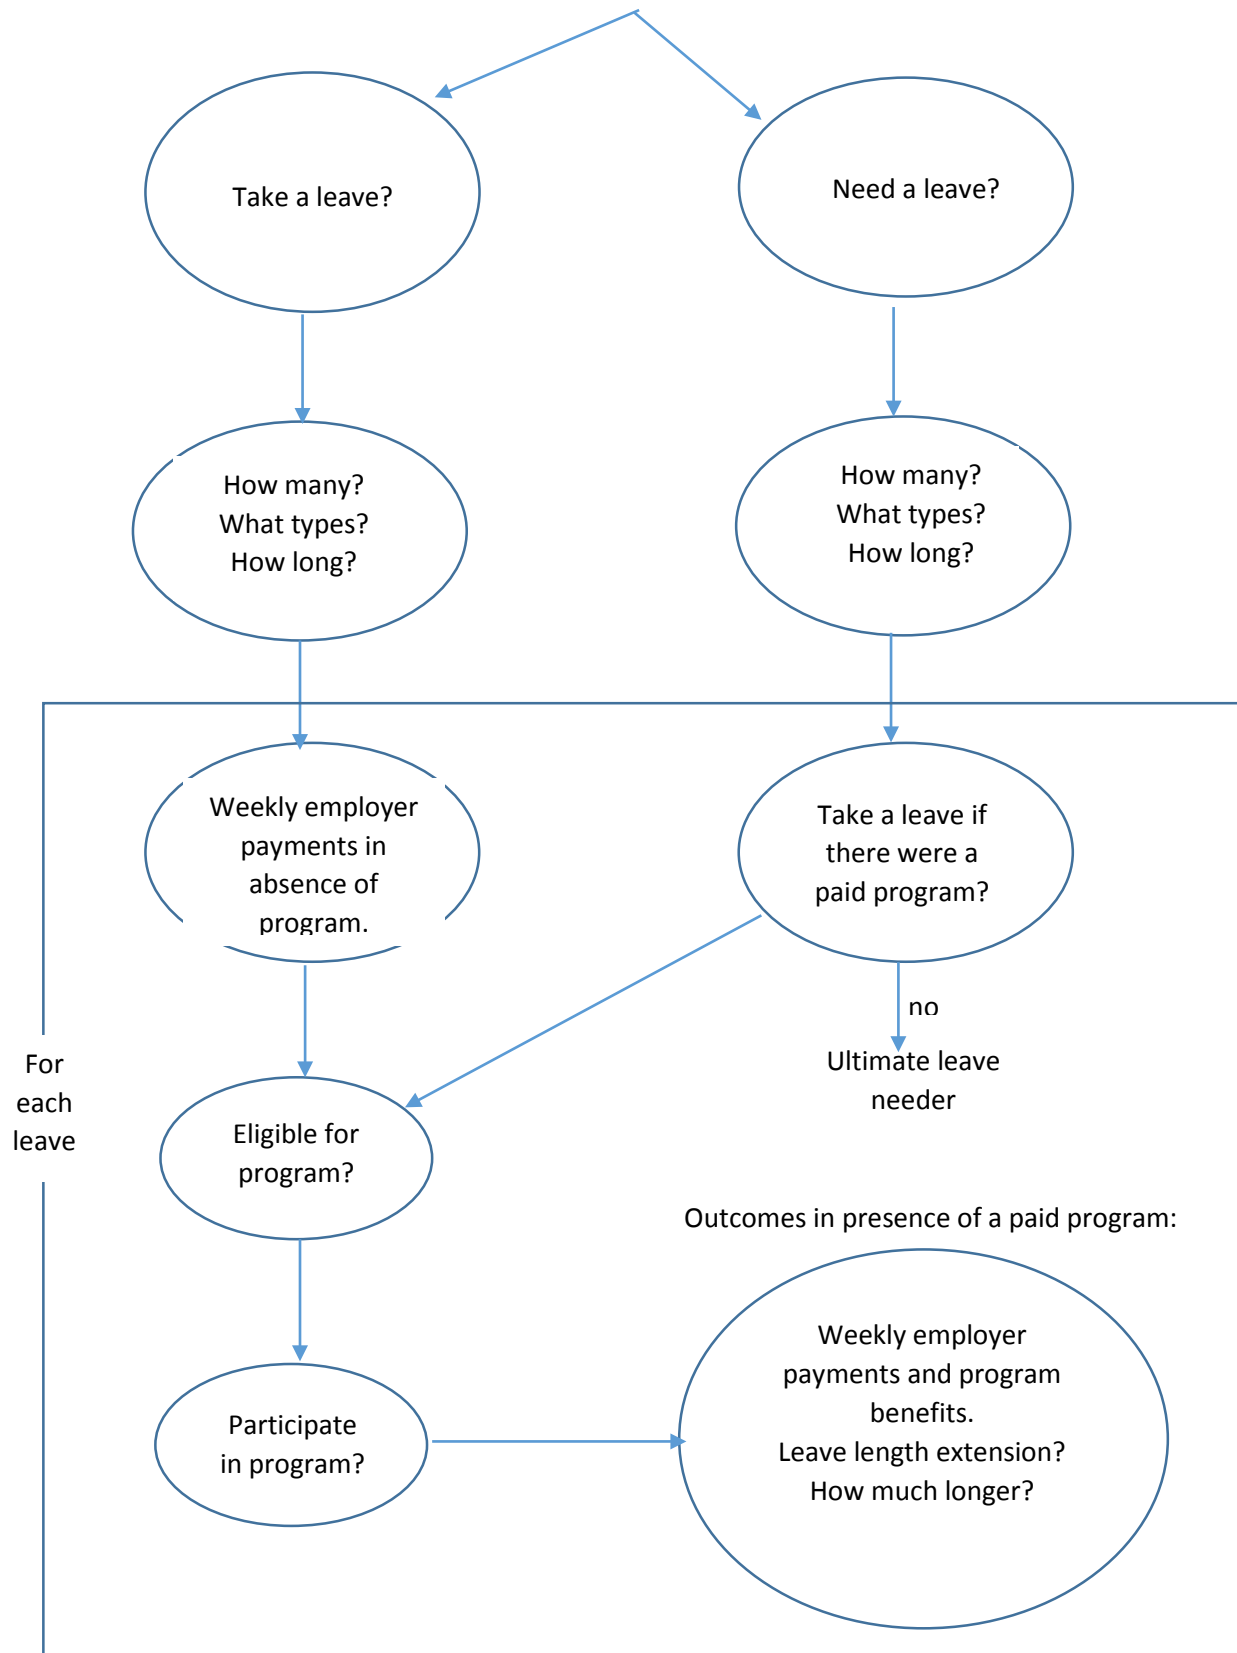 Take a leave?
Need a leave?
How many?
What types?
How long?
How many?
What types?
How long?
Weekly employer
payments in
absence of
program.
Take a leave if
there were a
paid program?
no
Ultimate leave
needer
For
each
leave
Eligible for
program?
Outcomes in presence of a paid program:
Weekly employer
payments and program
benefits.
Leave length extension?
How much longer?
Participate
in program?